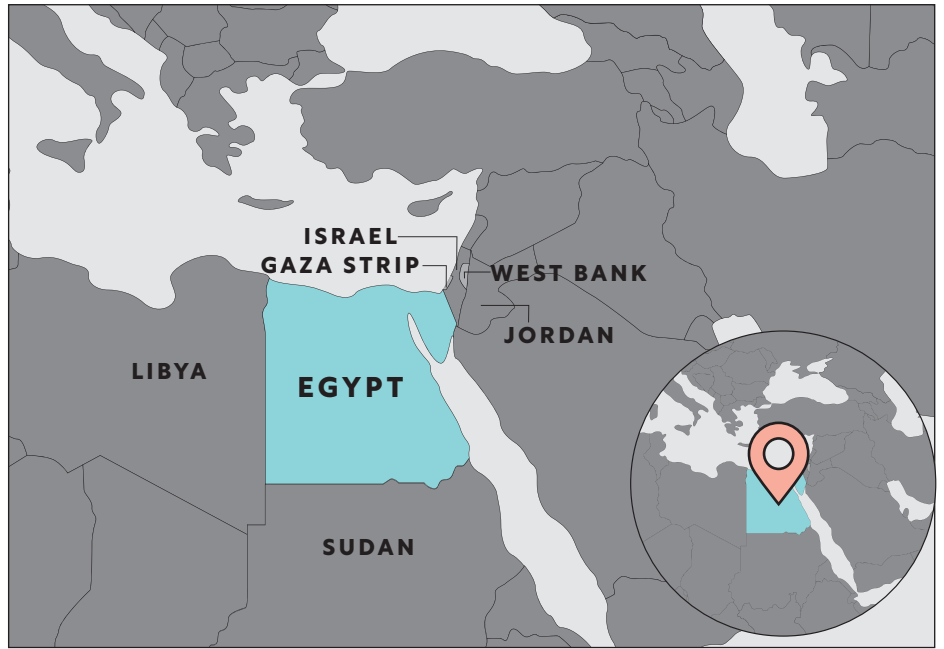 ISRAEL
GAZA STRIP
WEST BANK
JORDAN
LIBYA
EGYPT
SUDAN